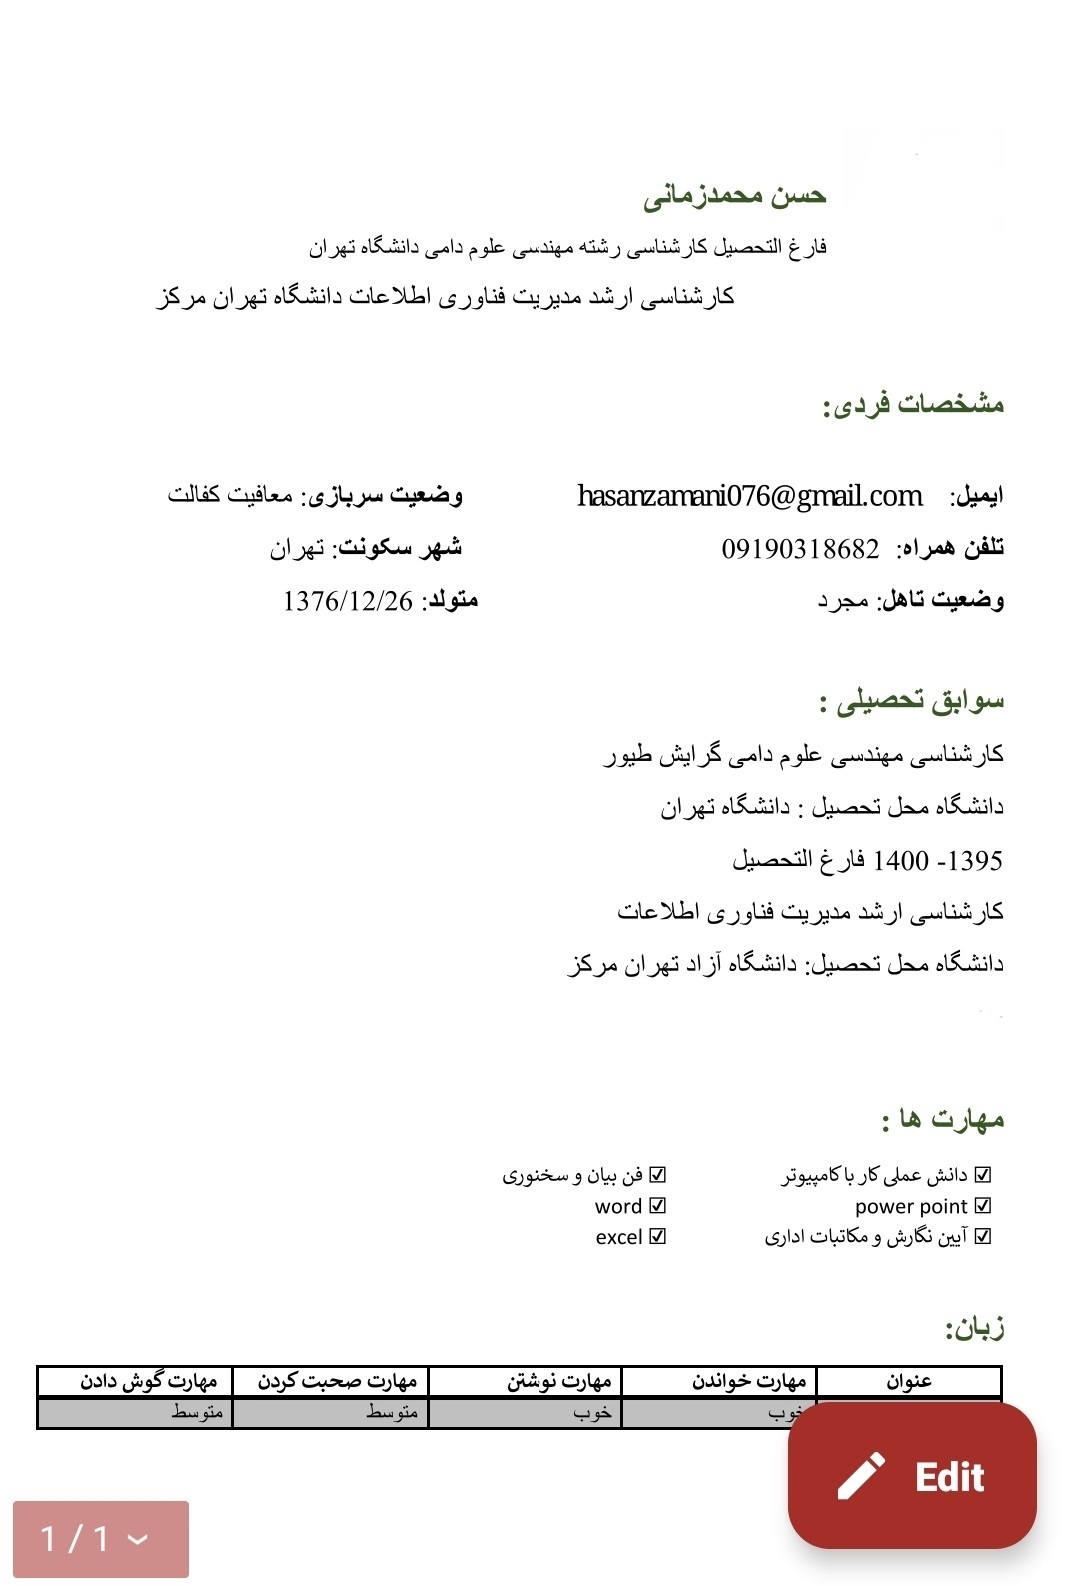 حسن محمدزمانی
فارغ التحصیل کارشناسی رشته مهندسی علوم دامی دانشگاه تهران
کارشناسی ارشد مدیریت فناوری اطلاعات دانشگاه تهران مرکز
مشخصات فردی:
ایمیل: hasanzamani076@gmail.com وضعیت سربازی: معافیت کفالت
تلفن همراه: 09190318682 شهر سکونت: تهران
وضعیت تاهل: مجرد متولد: 1376/12/26
سوابق تحصیلی :
کارشناسی مهندسی علوم دامی گرایش طیور
دانشگاه محل تحصیل : دانشگاه تهران
1395- 1400 فارغ التحصیل
کارشناسی ارشد مدیریت فناوری اطلاعات
دانشگاه محل تحصیل: دانشگاه آزاد تهران مرکز
مهارت ها :
☑ دانش عملی کار با کامپیوتر ☑ فن بیان و سخنوری
☑ power point ☑ word
☑ آیین نگارش و مکاتبات اداری ☑ excel
زبان:
عنوان مهارت خواندن مهارت نوشتن مهارت صحبت کردن مهارت گوش دادن
خوب خوب متوسط متوسط
Edit
1 / 1